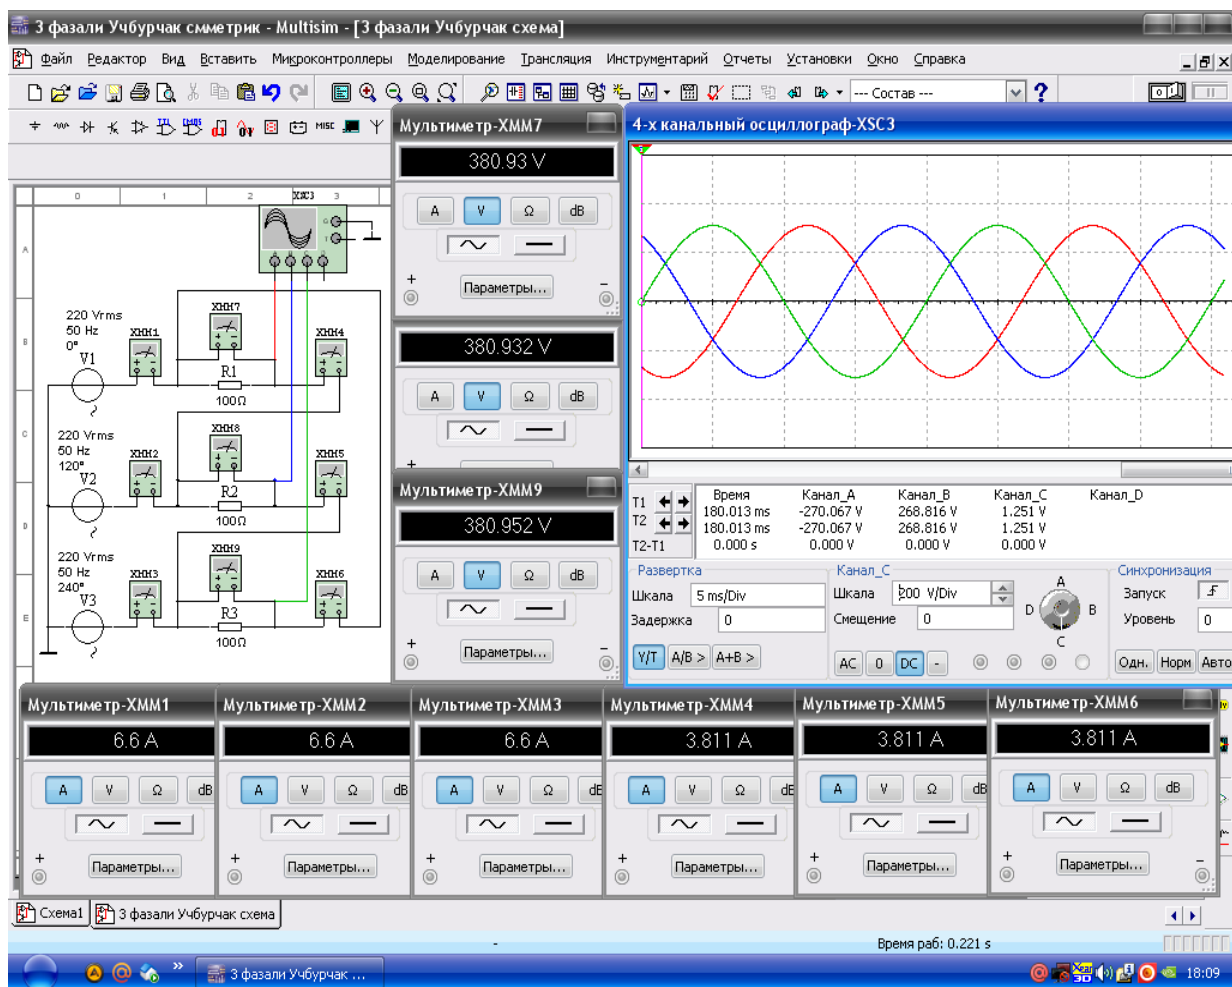 3 фазали Учбурчак смметрик - Multisim - [3 фазали Учбурчак схема]
Файл Редактор Вид Вставить Микроконтроллеры Моделирование Трансляция Инструментарий Отчеты Установки Окно Справка
--- Состав --- ?
MISC
Мультиметр-XMM7
380.93 V
A V Ω dB
Параметры...
+ -
380.932 V
A V Ω dB
+
Мультиметр-XMM9
380.952 V
A V Ω dB
Параметры...
+ -
4-х канальный осциллограф-XSC3
T1
T2
T2-T1
Время Канал_A Канал_B Канал_C Канал_D
180.013 ms -270.067 V 268.816 V 1.251 V
180.013 ms -270.067 V 268.816 V 1.251 V
0.000 s 0.000 V 0.000 V 0.000 V
Развертка
Шкала 5 ms/Div
Задержка 0
Y/T A/B > A+B >
Канал_C
Шкала 200 V/Div
Смещение 0
AC 0 DC -
A
B
C
D
Синхронизация
Запуск
Уровень 0
Одн. Норм Авто
0 1 2 3
A
B
C
D
E
XSC3
G
T
220 Vrms
50 Hz
0°
V1
XMM1
XMM7
XMM4
R1
100Ω
220 Vrms
50 Hz
120°
V2
XMM2
XMM8
XMM5
R2
100Ω
220 Vrms
50 Hz
240°
V3
XMM3
XMM9
XMM6
R3
100Ω
Мультиметр-XMM1
6.6 A
A V Ω dB
Параметры...
+
Мультиметр-XMM2
6.6 A
A V Ω dB
Параметры...
+
Мультиметр-XMM3
6.6 A
A V Ω dB
Параметры...
+
Мультиметр-XMM4
3.811 A
A V Ω dB
Параметры...
+
Мультиметр-XMM5
3.811 A
A V Ω dB
Параметры...
+
Мультиметр-XMM6
3.811 A
A V Ω dB
Параметры...
+ -
Схема1 3 фазали Учбурчак схема
- Время раб: 0.221 s
» 3 фазали Учбурчак ... 18:09